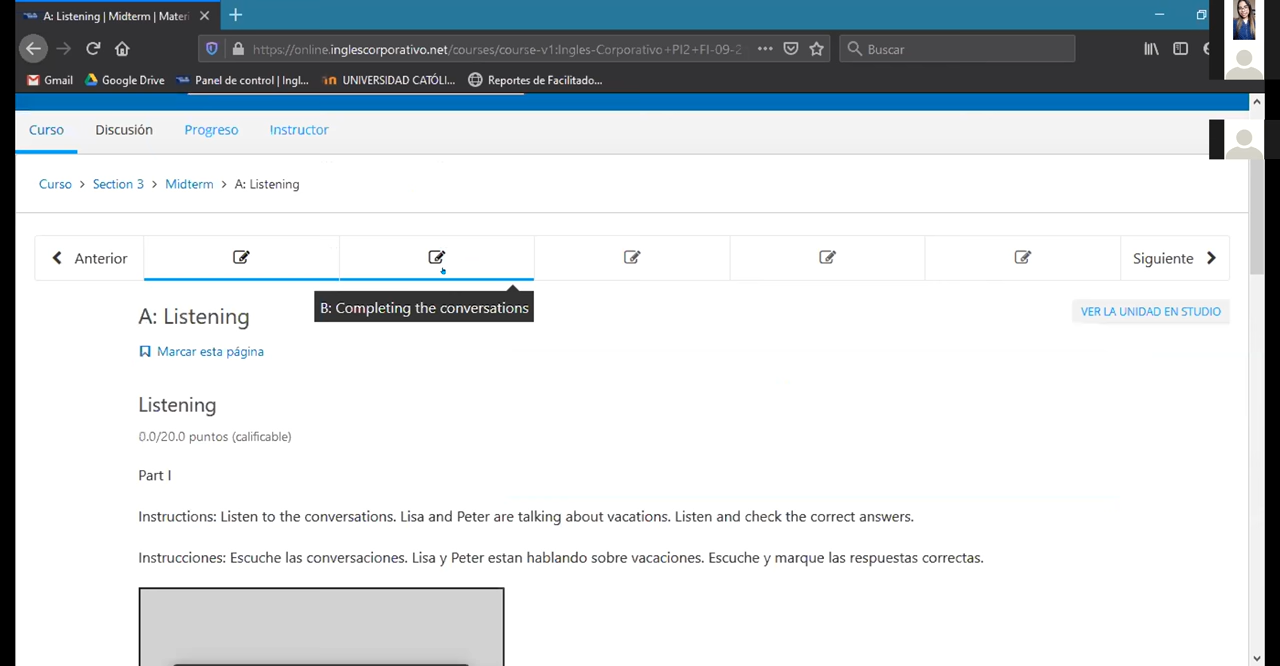 A: Listening | Midterm | Materi
https://online.inglescorporativo.net/courses/course-v1:Ingles-Corporativo+PI2+FI-09-2
Buscar
Gmail
Google Drive
Panel de control | Ingl...
UNIVERSIDAD CATÓLI...
Reportes de Facilitado...
Curso
Discusión
Progreso
Instructor
Curso > Section 3 > Midterm > A: Listening
Anterior
Siguiente
B: Completing the conversations
A: Listening
VER LA UNIDAD EN STUDIO
Marcar esta página
Listening
0.0/20.0 puntos (calificable)
Part I
Instructions: Listen to the conversations. Lisa and Peter are talking about vacations. Listen and check the correct answers.
Instrucciones: Escuche las conversaciones. Lisa y Peter estan hablando sobre vacaciones. Escuche y marque las respuestas correctas.